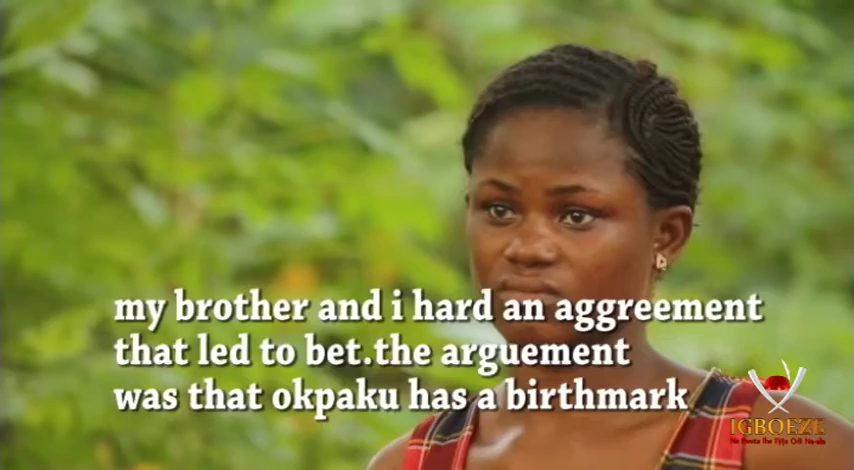 my brother and i hard an aggreement
that led to bet.the arguement
was that okpaku has a birthmark
IGBOEZE